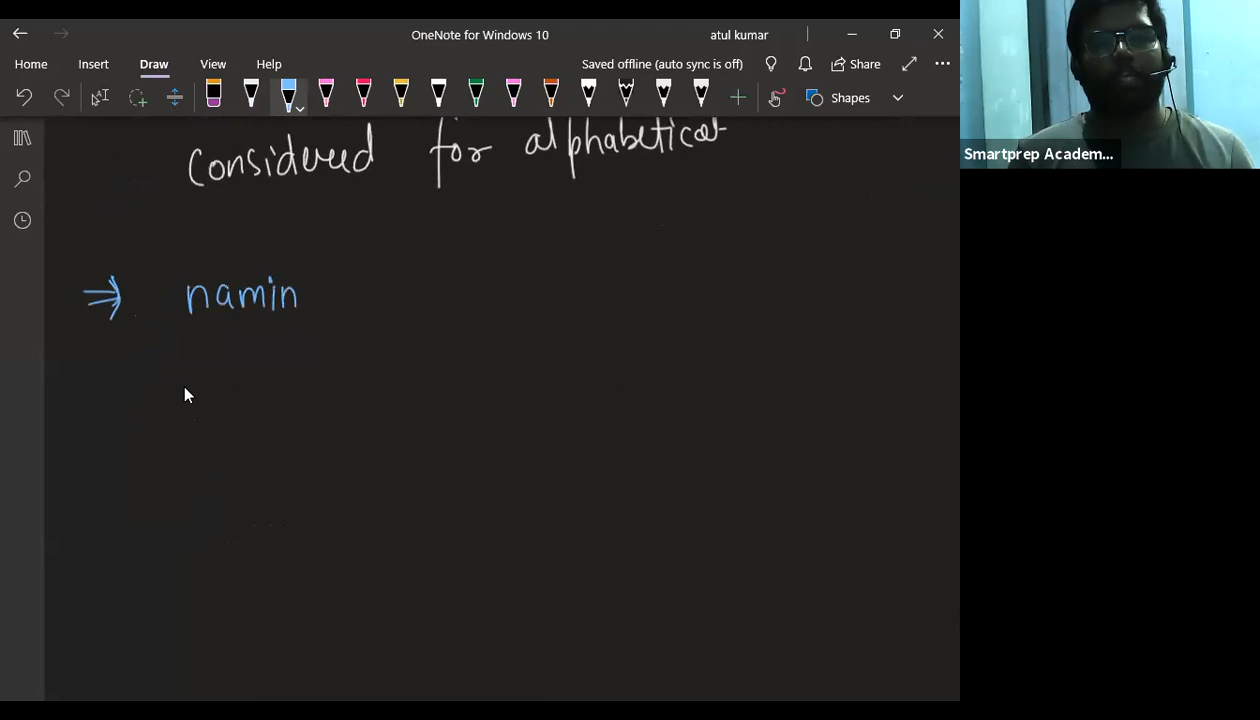 OneNote for Windows 10
atul kumar
Home Insert Draw View Help
Saved offline (auto sync is off)
Share
Shapes
considered for alphabetical
⇒ namin
Smartprep Academ...